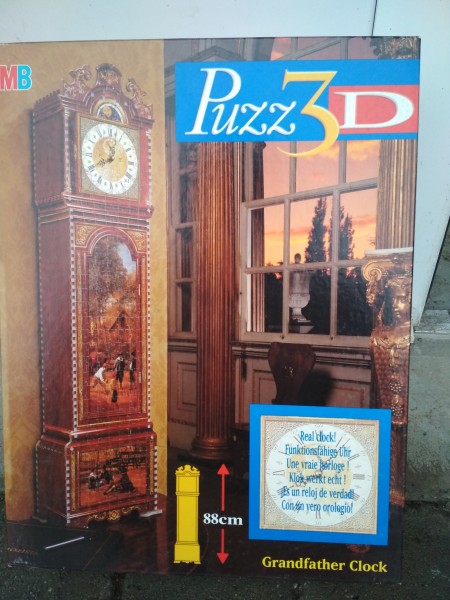 MB
Puzz3D
Real clock!
Funktionsfähige Uhr
Une vraie horloge !
Klok werkt echt !
Es un reloj de verdad!
Con un vero orologio!
88cm
Grandfather Clock